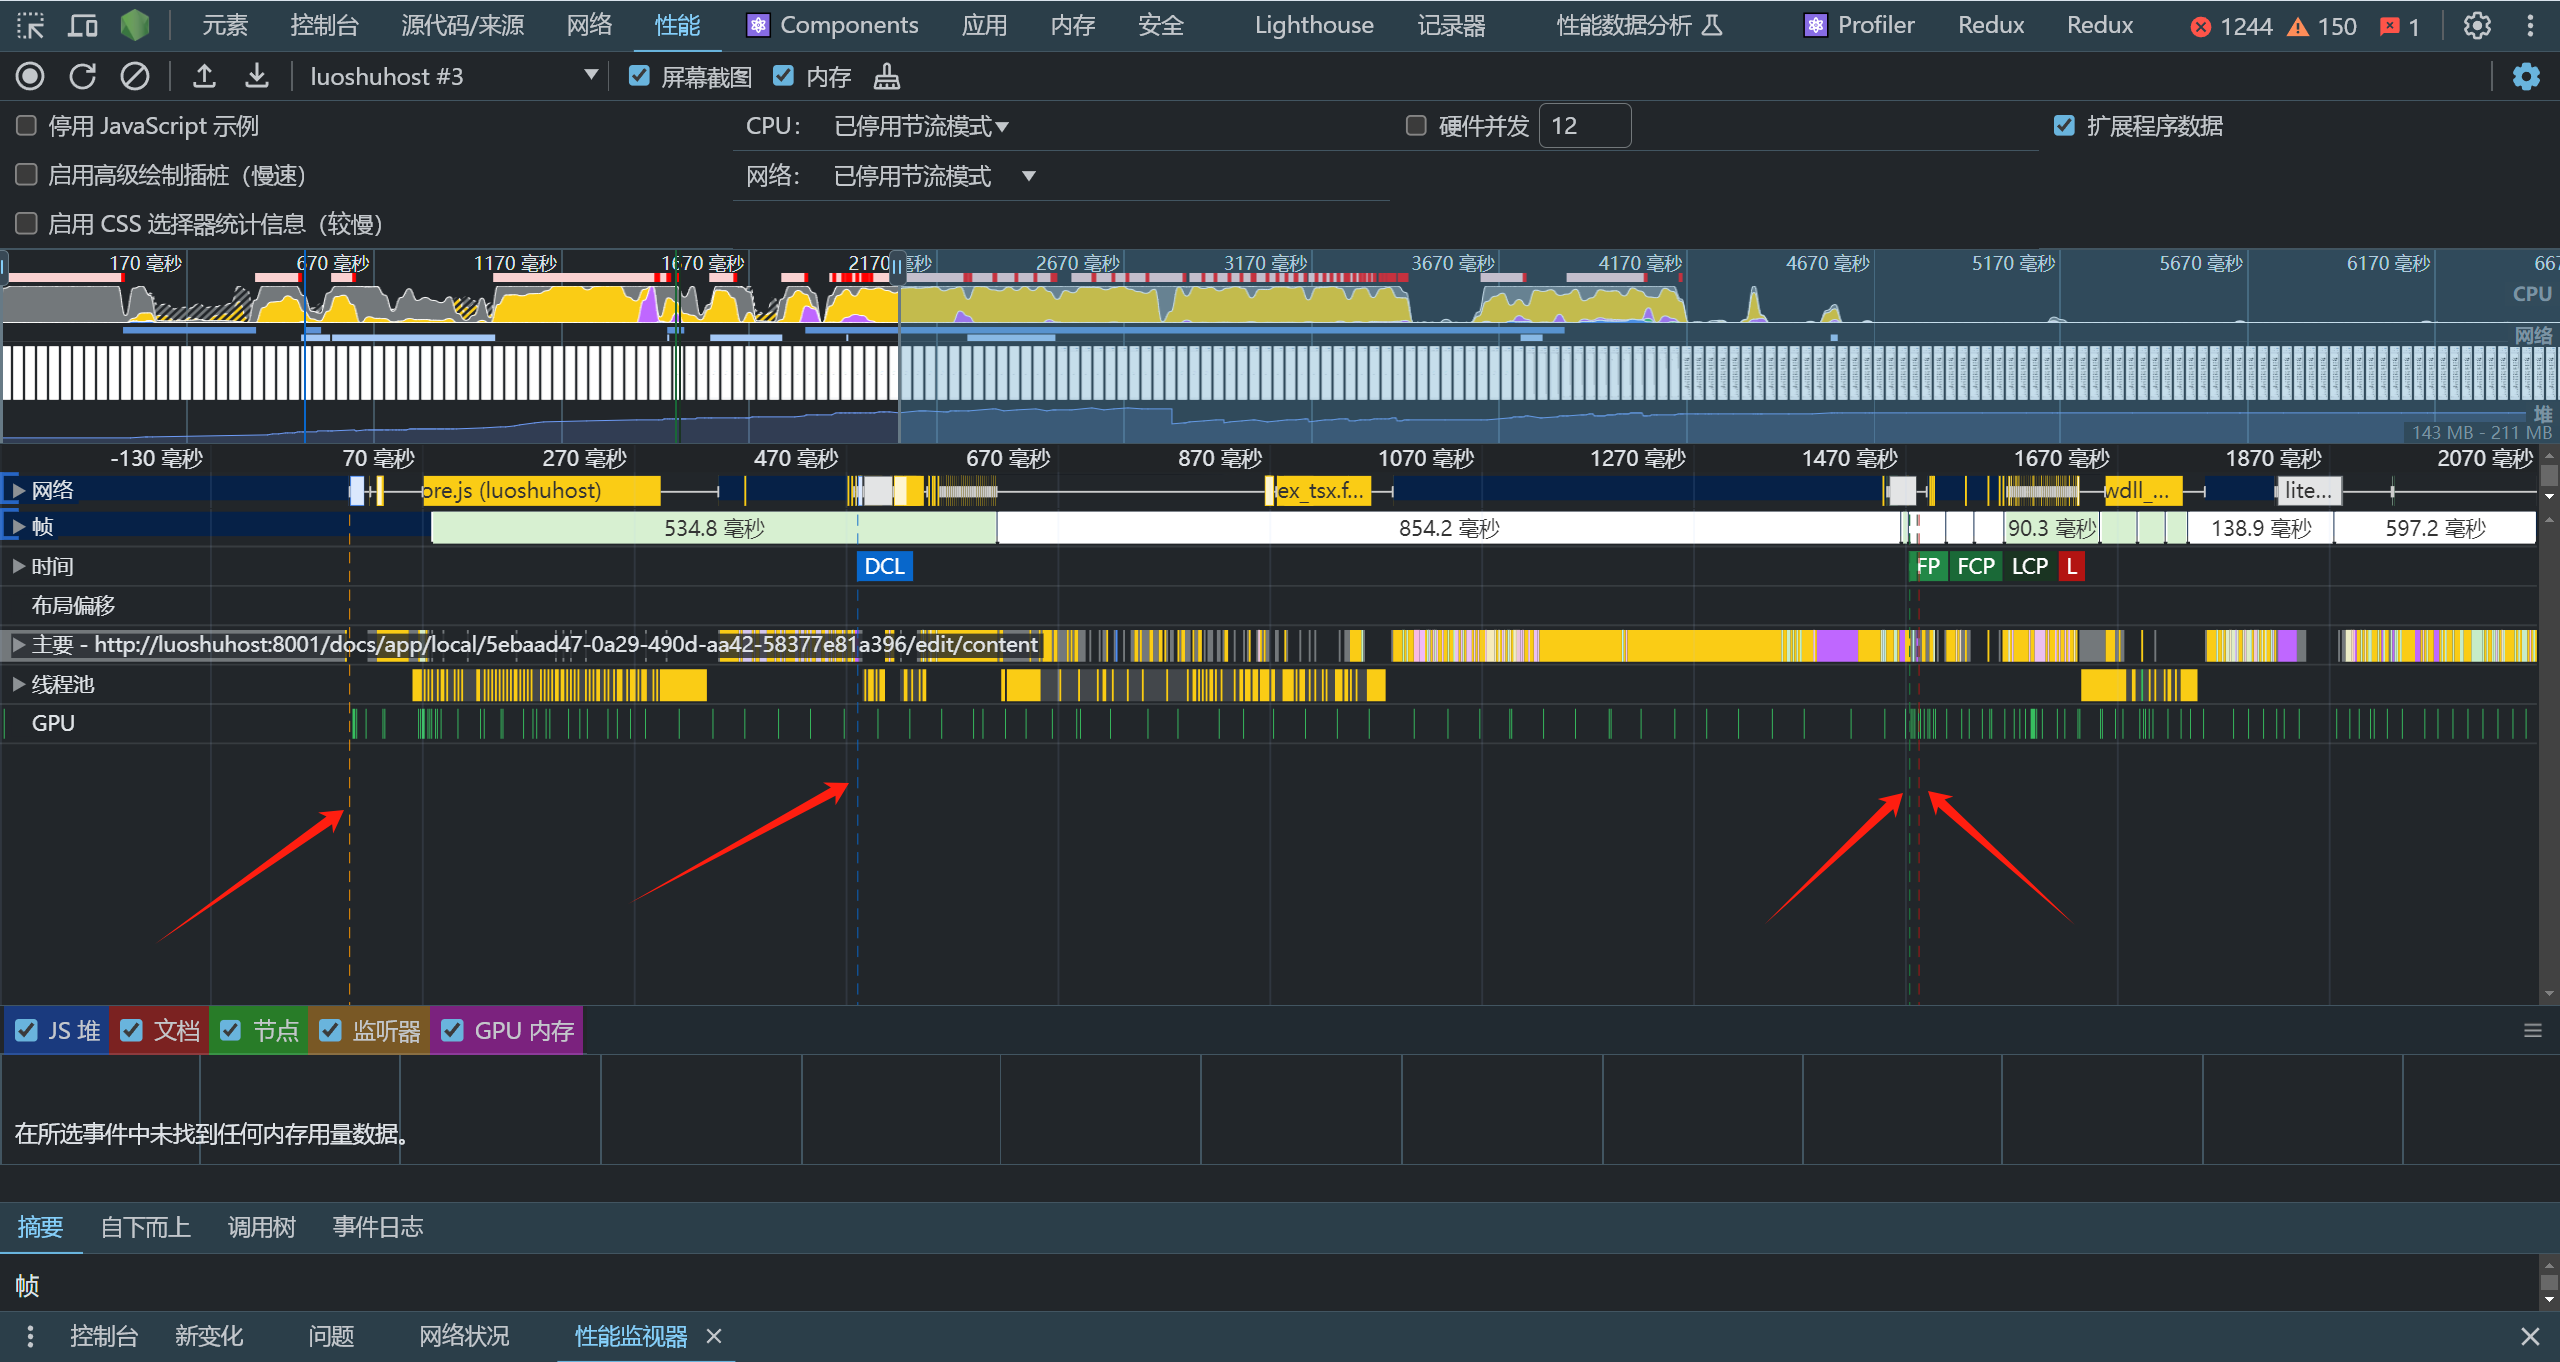 元素 控制台 源代码/来源 网络 性能 Components 应用 内存 安全 Lighthouse 记录器 性能数据分析 Profiler Redux Redux 1244 150 1
luoshuhost #3 屏幕截图 内存
停用 JavaScript 示例 CPU： 已停用节流模式 硬件并发 12 扩展程序数据
启用高级绘制插桩（慢速） 网络： 已停用节流模式
启用 CSS 选择器统计信息（较慢）
170 毫秒 670 毫秒 1170 毫秒 1670 毫秒 2170 毫秒 2670 毫秒 3170 毫秒 3670 毫秒 4170 毫秒 4670 毫秒 5170 毫秒 5670 毫秒 6170 毫秒 667
CPU
网络
堆
143 MB - 211 MB
-130 毫秒 70 毫秒 270 毫秒 470 毫秒 670 毫秒 870 毫秒 1070 毫秒 1270 毫秒 1470 毫秒 1670 毫秒 1870 毫秒 2070 毫秒
网络 ore.js (luoshuhost) ex_tsx.f... wdll_... lite...
帧 534.8 毫秒 854.2 毫秒 90.3 毫秒 138.9 毫秒 597.2 毫秒
时间 DCL FP FCP LCP L
布局偏移
主要 - http://luoshuhost:8001/docs/app/local/5ebaad47-0a29-490d-aa42-58377e81a396/edit/content
线程池
GPU
JS 堆 文档 节点 监听器 GPU 内存
在所选事件中未找到任何内存用量数据。
摘要 自下而上 调用树 事件日志
帧
控制台 新变化 问题 网络状况 性能监视器